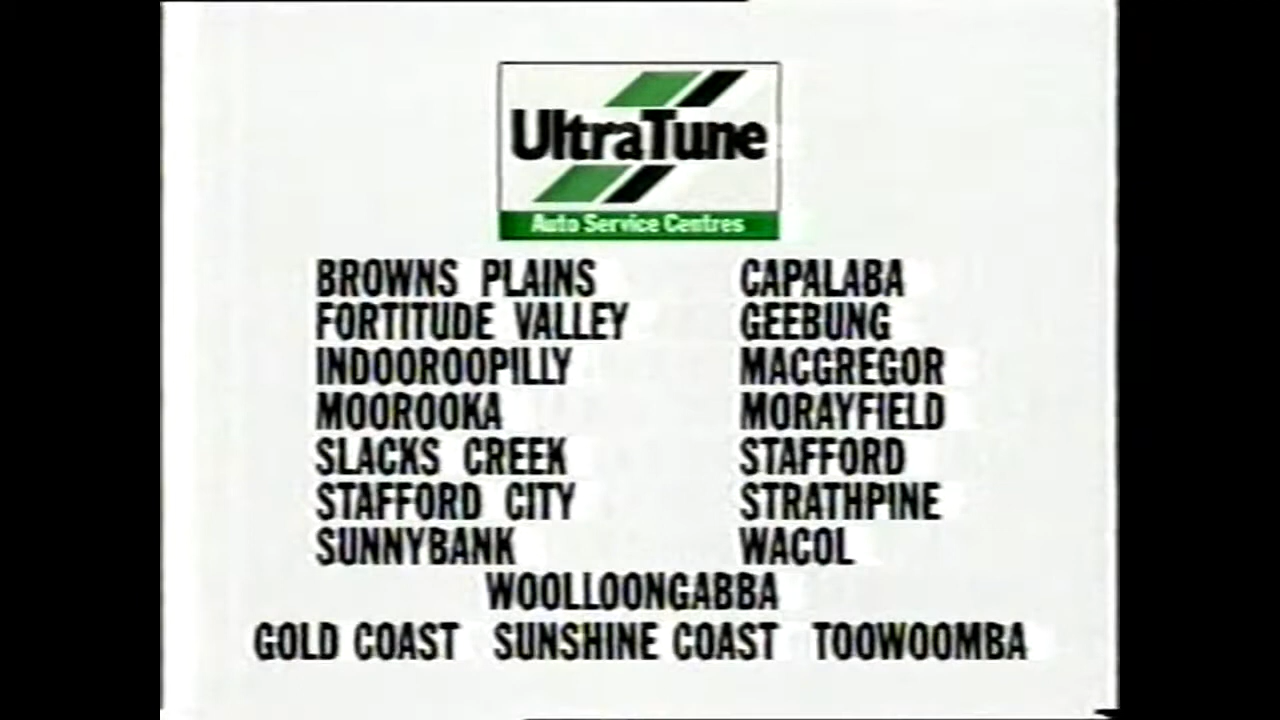 UltraTune
Auto Service Centres
BROWNS PLAINS CAPALABA
FORTITUDE VALLEY GEEBUNG
INDOOROOPILLY MACGREGOR
MOOROOKA MORAYFIELD
SLACKS CREEK STAFFORD
STAFFORD CITY STRATHPINE
SUNNYBANK WACOL
WOOLLOONGABBA
GOLD COAST SUNSHINE COAST TOOWOOMBA